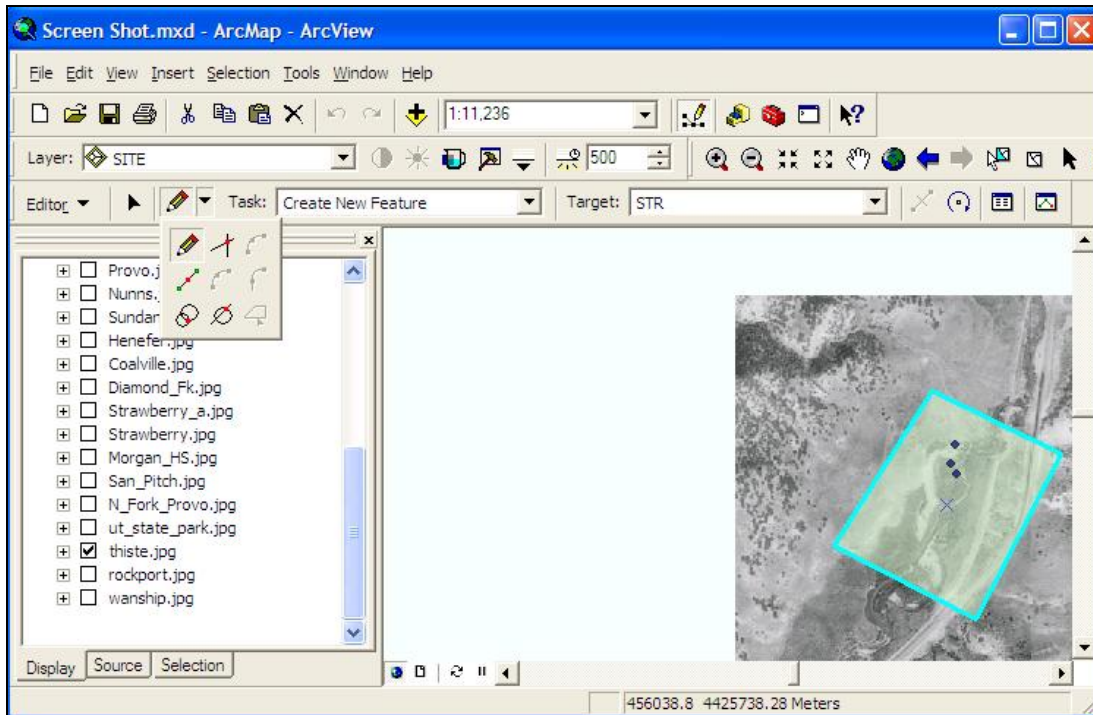 Screen Shot.mxd - ArcMap - ArcView
File Edit View Insert Selection Tools Window Help
1:11,236
Layer: SITE 500
Editor Task: Create New Feature Target: STR
Provo.j
Nunns.
Sundan
Henefer.jpg
Coalville.jpg
Diamond_Fk.jpg
Strawberry_a.jpg
Strawberry.jpg
Morgan_HS.jpg
San_Pitch.jpg
N_Fork_Provo.jpg
ut_state_park.jpg
thiste.jpg
rockport.jpg
wanship.jpg
Display Source Selection
456038.8 4425738.28 Meters